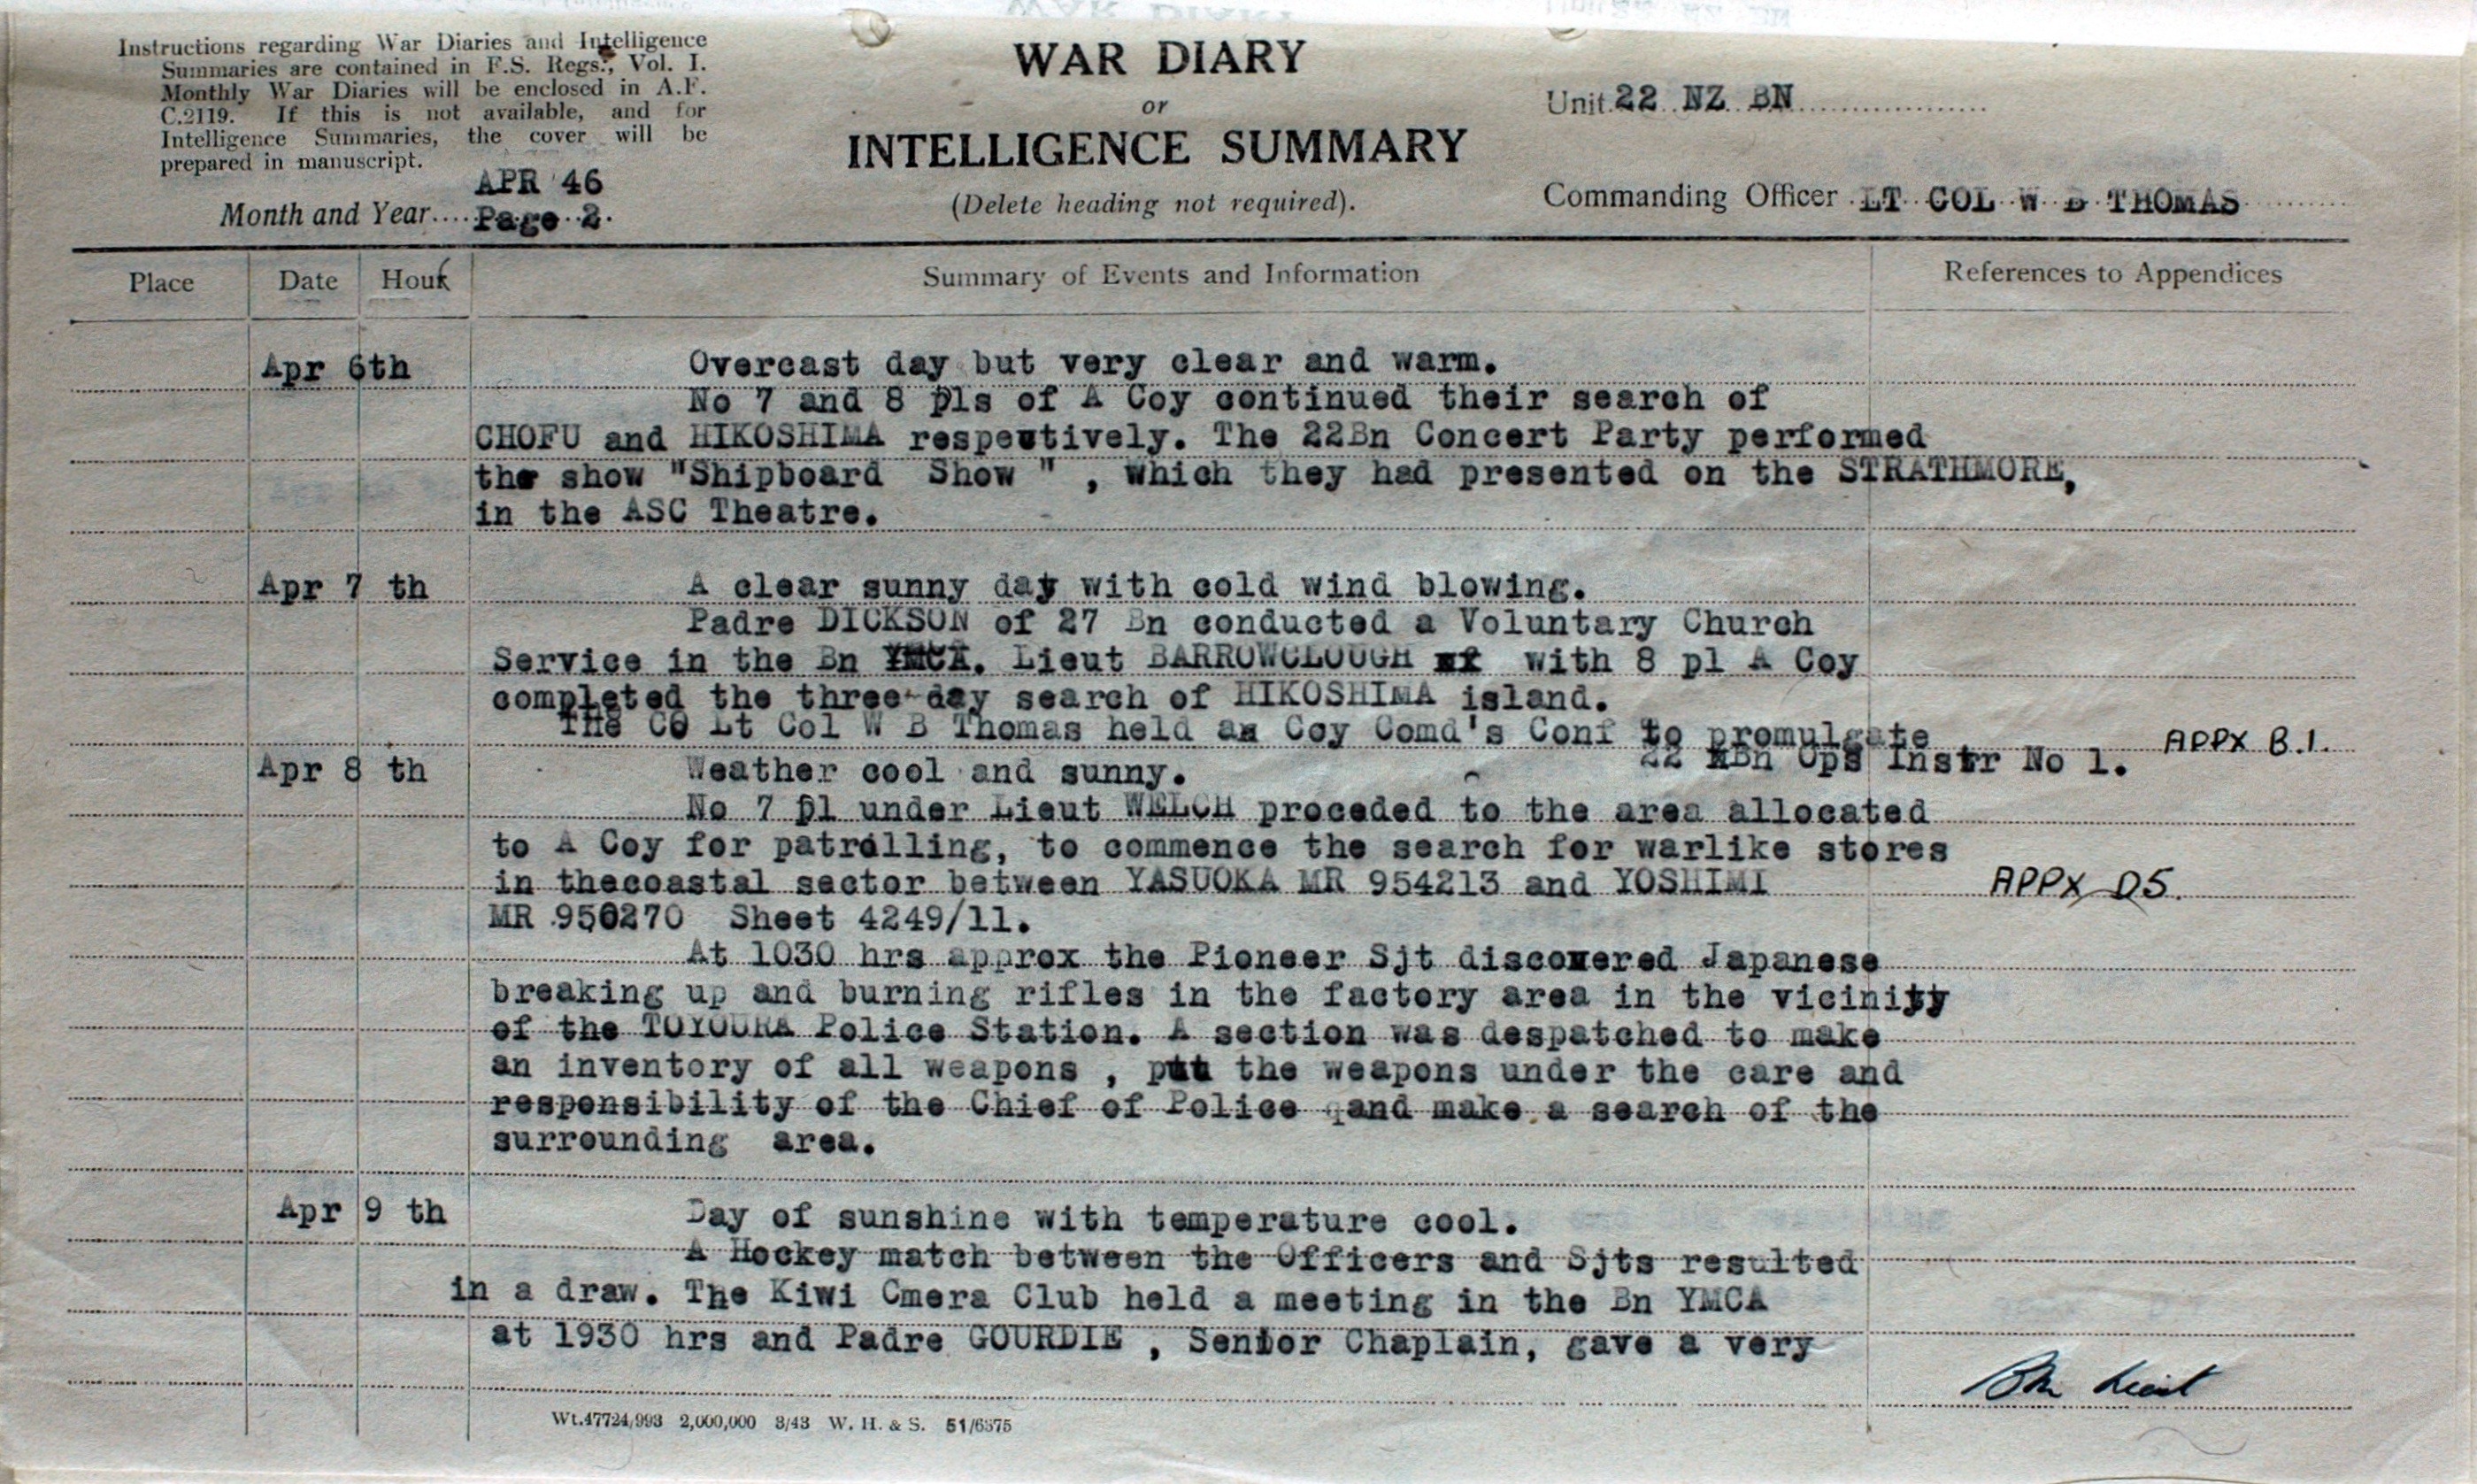 Instructions regarding War Diaries and Intelligence
Summaries are contained in F.S. Regs., Vol. I.
Monthly War Diaries will be enclosed in A.F.
C.2119. If this is not available, and for
Intelligence Summaries, the cover will be
prepared in manuscript.
APR 46
Month and Year.... Page 2.
WAR DIARY
or
INTELLIGENCE SUMMARY
(Delete heading not required).
Unit 22 NZ BN
Commanding Officer LT COL W B THOMAS
Place Date Hour Summary of Events and Information References to Appendices
Apr 6th Overcast day but very clear and warm.
No 7 and 8 pls of A Coy continued their search of
CHOFU and HIKOSHIMA respectively. The 22Bn Concert Party performed
the show "Shipboard Show " , which they had presented on the STRATHMORE,
in the ASC Theatre.
Apr 7 th A clear sunny day with cold wind blowing.
Padre DICKSON of 27 Bn conducted a Voluntary Church
Service in the Bn YMCA. Lieut BARROWCLOUGH with 8 pl A Coy
completed the three-day search of HIKOSHIMA island.
The CO Lt Col W B Thomas held a Coy Comd's Conf to promulgate
22 Bn Ops Instr No 1. APPX B.1.
Apr 8 th Weather cool and sunny.
No 7 pl under Lieut WELCH proceded to the area allocated
to A Coy for patrolling, to commence the search for warlike stores
in thecoastal sector between YASUOKA MR 954213 and YOSHIMI APPX D5.
MR 950270 Sheet 4249/11.
At 1030 hrs approx the Pioneer Sjt discovered Japanese
breaking up and burning rifles in the factory area in the vicinity
of the TOYOURA Police Station. A section was despatched to make
an inventory of all weapons , put the weapons under the care and
responsibility of the Chief of Police and make a search of the
surrounding area.
Apr 9 th Day of sunshine with temperature cool.
A Hockey match between the Officers and Sjts resulted
in a draw. The Kiwi Cmera Club held a meeting in the Bn YMCA
at 1930 hrs and Padre GOURDIE , Senior Chaplain, gave a very
Lieut
Wt.47724/993 2,000,000 3/43 W. H. & S. 51/6375